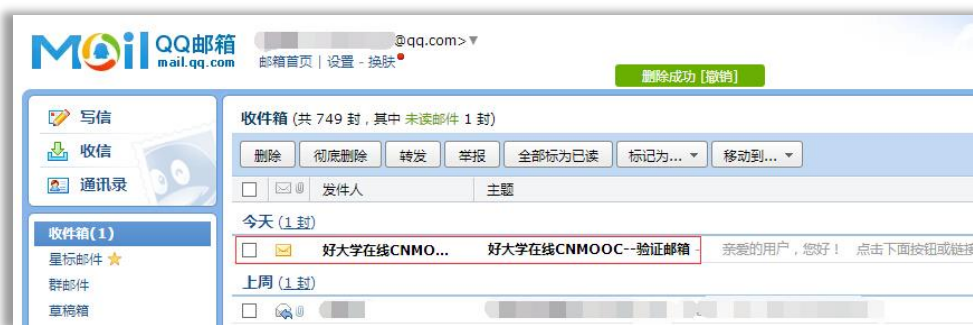 Mail QQ邮箱
mail.qq.com
@qq.com>▼
邮箱首页 | 设置 - 换肤
删除成功 [撤销]
写信
收信
通讯录
收件箱(1)
星标邮件
群邮件
草稿箱
收件箱 (共 749 封,其中 未读邮件 1 封)
删除 彻底删除 转发 举报 全部标为已读 标记为... 移动到...
发件人 主题
今天 (1 封)
好大学在线CNMO... 好大学在线CNMOOC--验证邮箱 - 亲爱的用户,您好! 点击下面按钮或链接
上周 (1 封)